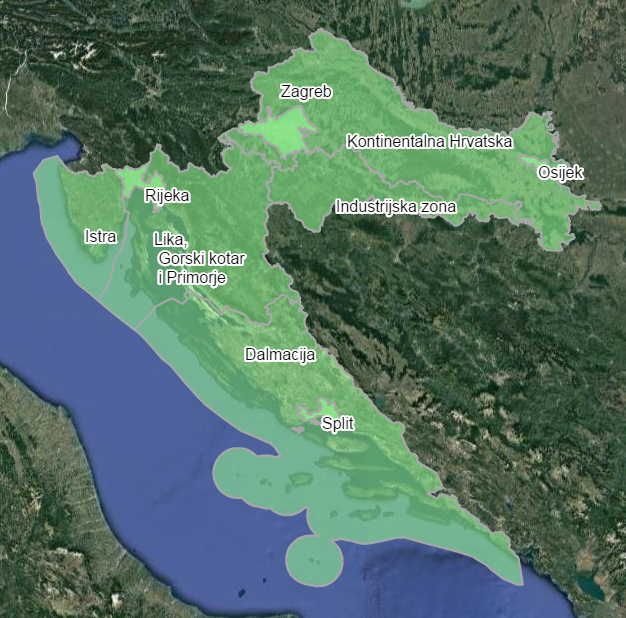 Zagreb
Kontinentalna Hrvatska
Osijek
Rijeka
Industrijska zona
Istra
Lika,
Gorski kotar
i Primorje
Dalmacija
Split